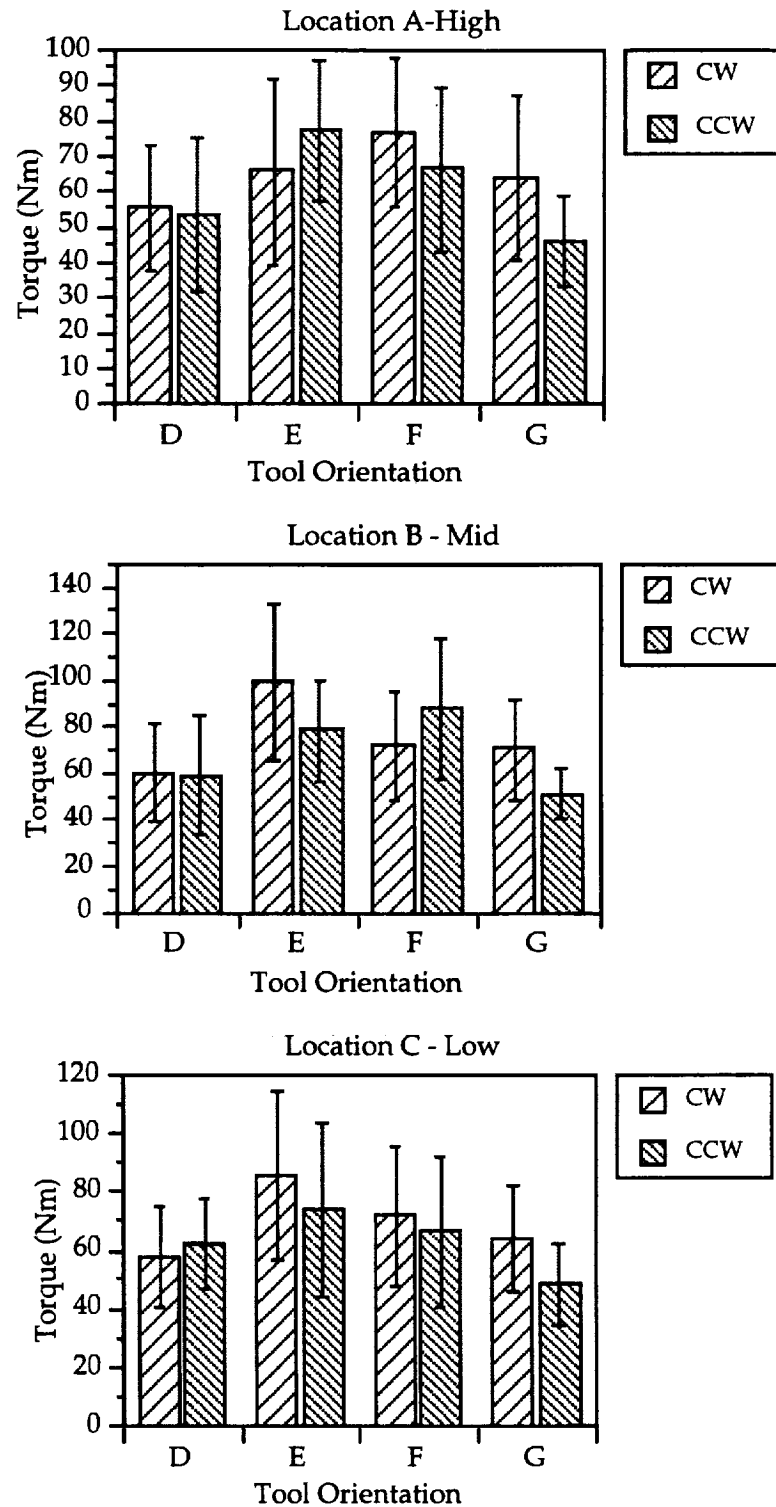 Location A-High
100
90
80
70
60
50
40
30
20
10
0
Torque (Nm)
D E F G
Tool Orientation
CW
CCW
Location B - Mid
140
120
100
80
60
40
20
0
Torque (Nm)
D E F G
Tool Orientation
CW
CCW
Location C - Low
120
100
80
60
40
20
0
Torque (Nm)
D E F G
Tool Orientation
CW
CCW